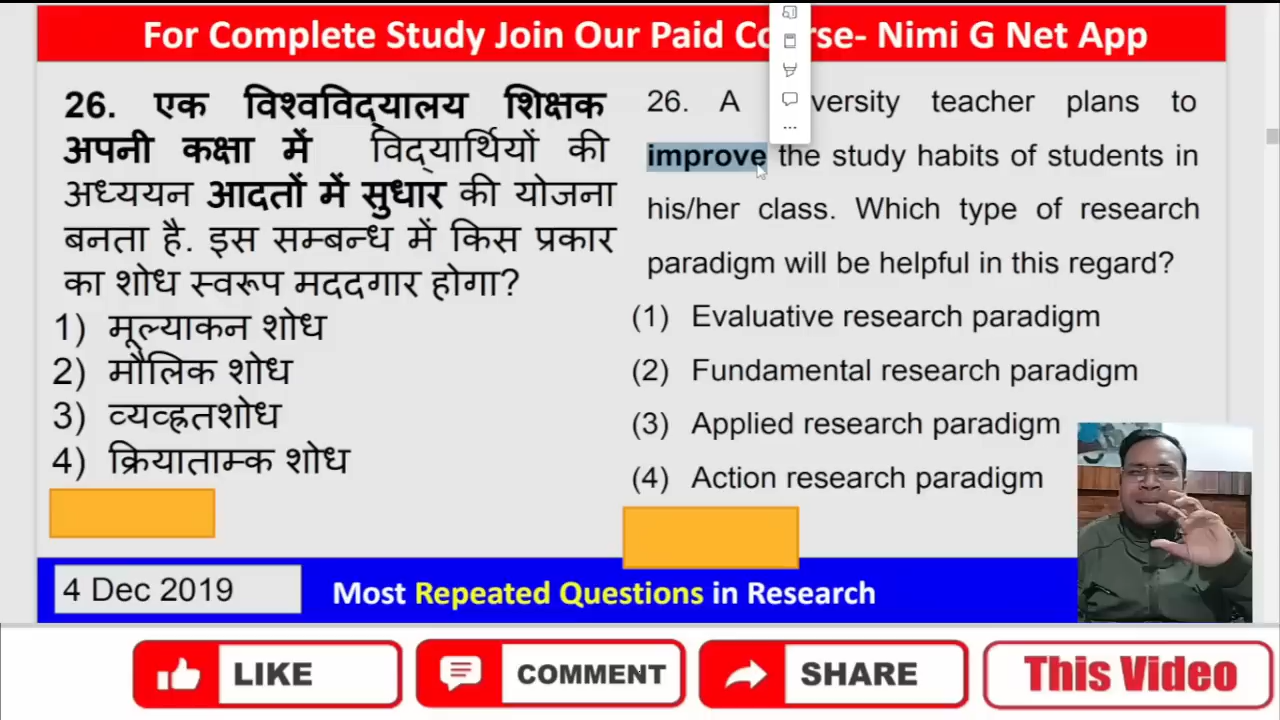 For Complete Study Join Our Paid Co rse- Nimi G Net App
26. एक विश्वविद्यालय शिक्षक
अपनी कक्षा में विद्यार्थियों की
अध्ययन आदतों में सुधार की योजना
बनता है. इस सम्बन्ध में किस प्रकार
का शोध स्वरूप मददगार होगा?
1) मूल्याकन शोध
2) मौलिक शोध
3) व्यव्ह्रतशोध
4) क्रियाताम्क शोध
26. A versity teacher plans to
improve the study habits of students in
his/her class. Which type of research
paradigm will be helpful in this regard?
(1) Evaluative research paradigm
(2) Fundamental research paradigm
(3) Applied research paradigm
(4) Action research paradigm
4 Dec 2019
Most Repeated Questions in Research
LIKE
COMMENT
SHARE
This Video